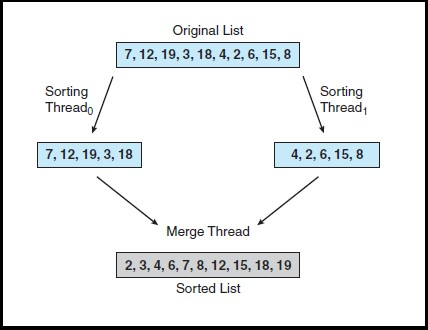 Original List
7, 12, 19, 3, 18, 4, 2, 6, 15, 8
Sorting
Thread0
Sorting
Thread1
7, 12, 19, 3, 18
4, 2, 6, 15, 8
Merge Thread
2, 3, 4, 6, 7, 8, 12, 15, 18, 19
Sorted List